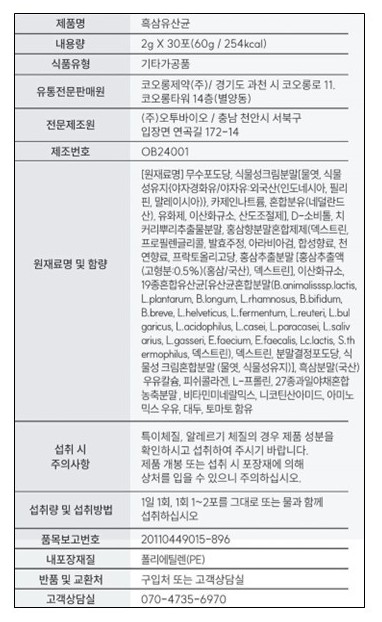 제품명 흑삼유산균
내용량 2g X 30포(60g / 254kcal)
식품유형 기타가공품
유통전문판매원 코오롱제약(주)/ 경기도 과천 시 코오롱로 11.
코오롱타워 14층(별양동)
전문제조원 (주)오투바이오 / 충남 천안시 서북구
입장면 연곡길 172-14
제조번호 OB24001
원재료명 및 함량
[원재료명] 무수포도당, 식물성크림분말[물엿, 식물
성유지{야자경화유/야자유:외국산(인도네시아, 필리
핀, 말레이시아)}, 카제인나트륨, 혼합분유(네덜란드
산), 유화제, 이산화규소, 산도조절제], D-소비톨, 치
커리뿌리추출물분말, 홍삼향분말혼합제제(덱스트린,
프로필렌글리콜, 발효주정, 아라비아검, 합성향료, 천
연향료, 프락토올리고당, 홍삼추출분말 [홍삼추출액
(고형분:0.5%)(홍삼/국산), 덱스트린], 이산화규소,
19종혼합유산균[유산균혼합분말(B.animalisssp.lactis,
L.plantarum, B.longum, L.rhamnosus, B.bifidum,
B.breve, L.helveticus, L.fermentum, L.reuteri, L.bul
garicus, L.acidophilus, L.casei, L.paracasei, L.saliv
arius, L.gasseri, E.faecium, E.faecalis, Lc.lactis, S.th
ermophilus, 덱스트린), 덱스트린, 분말결정포도당, 식
물성 크림혼합분말 (물엿, 식물성유지)], 흑삼분말(국산)
우유칼슘, 피쉬콜라겐, L-프롤린, 27종과일야채혼합
농축분말 , 비타민미네랄믹스, 니코틴산아미드, 아미노
믹스 우유, 대두, 토마토 함유
섭취 시
주의사항
특이체질, 알레르기 체질의 경우 제품 성분을
확인하시고 섭취하여 주시기 바랍니다.
제품 개봉 또는 섭취 시 포장재에 의해
상처를 입을 수 있으니 주의하십시오.
섭취량 및 섭취방법 1일 1회, 1회 1~2포를 그대로 또는 물과 함께
섭취하십시오
품목보고번호 20110449015-896
내포장재질 폴리에틸렌(PE)
반품 및 교환처 구입처 또는 고객상담실
고객상담실 070-4735-6970